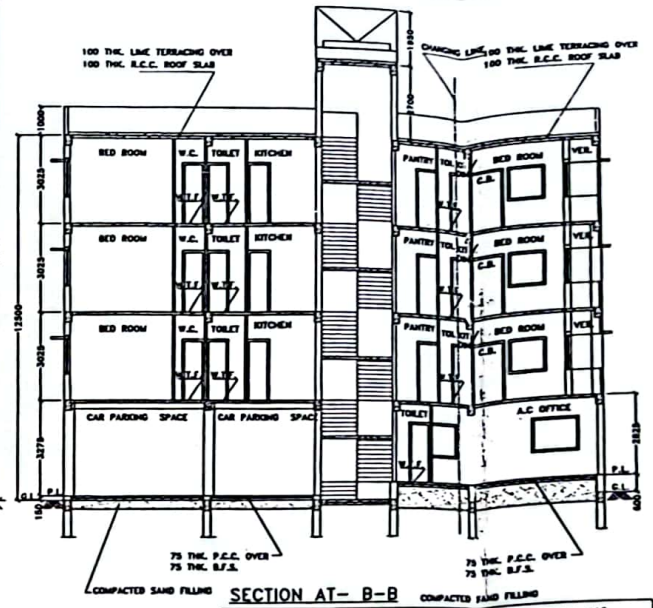 100 THK. LIME TERRACING OVER
100 THK. R.C.C. ROOF SLAB
CHANGING LINE
100 THK. LIME TERRACING OVER
100 THK. R.C.C. ROOF SLAB
1850
1700
1000
BED ROOM W.C. TOILET KITCHEN
PANTRY BED ROOM VER.
C.B.
W.T.F. W.T.F.
3025
BED ROOM W.C. TOILET KITCHEN
PANTRY BED ROOM VER.
C.B.
W.T.F. W.T.F.
3025
12500
BED ROOM W.C. TOILET KITCHEN
PANTRY BED ROOM VER.
C.B.
W.T.F. W.T.F.
3025
CAR PARKING SPACE CAR PARKING SPACE
TOILET A.C OFFICE
3275
2825
P.L.
G.L.
150
P.L.
G.L.
600
75 THK. P.C.C. OVER
75 THK. B.F.S.
75 THK. P.C.C. OVER
75 THK. B.F.S.
COMPACTED SAND FILLING
SECTION AT- B-B
COMPACTED SAND FILLING